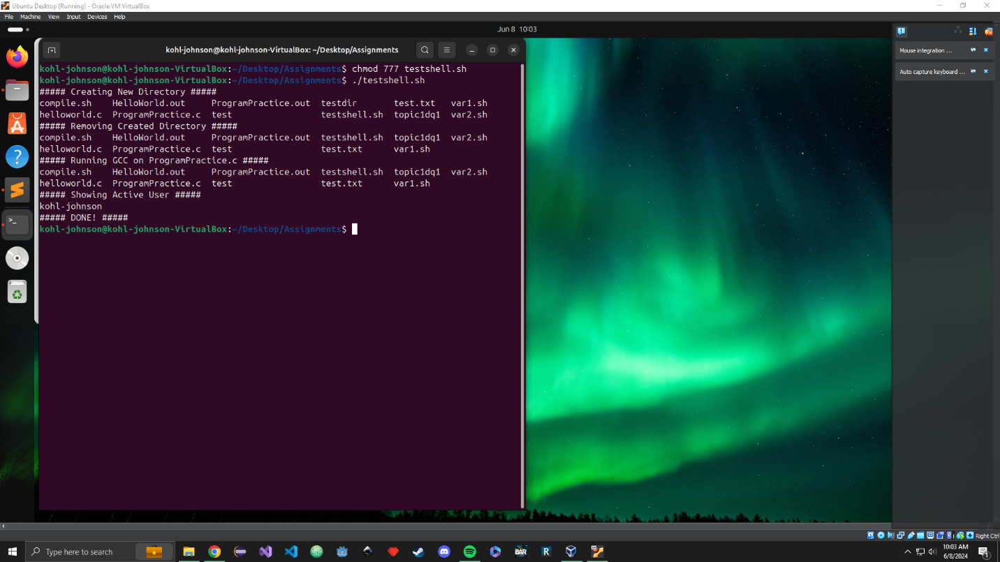 Ubuntu Desktop [Running] - Oracle VM VirtualBox
File Machine View Input Devices Help
Jun 8 10:03
kohl-johnson@kohl-johnson-VirtualBox: ~/Desktop/Assignments
Mouse integration ...
Auto capture keyboard ...
kohl-johnson@kohl-johnson-VirtualBox:~/Desktop/Assignments$ chmod 777 testshell.sh
kohl-johnson@kohl-johnson-VirtualBox:~/Desktop/Assignments$ ./testshell.sh
##### Creating New Directory #####
compile.sh HelloWorld.out ProgramPractice.out testdir test.txt var1.sh
helloworld.c ProgramPractice.c test testshell.sh topic1dq1 var2.sh
##### Removing Created Directory #####
compile.sh HelloWorld.out ProgramPractice.out testshell.sh topic1dq1 var2.sh
helloworld.c ProgramPractice.c test test.txt var1.sh
##### Running GCC on ProgramPractice.c #####
compile.sh HelloWorld.out ProgramPractice.out testshell.sh topic1dq1 var2.sh
helloworld.c ProgramPractice.c test test.txt var1.sh
##### Showing Active User #####
kohl-johnson
##### DONE! #####
kohl-johnson@kohl-johnson-VirtualBox:~/Desktop/Assignments$
Right Ctrl
Type here to search
BAR
R
10:03 AM
6/8/2024
1